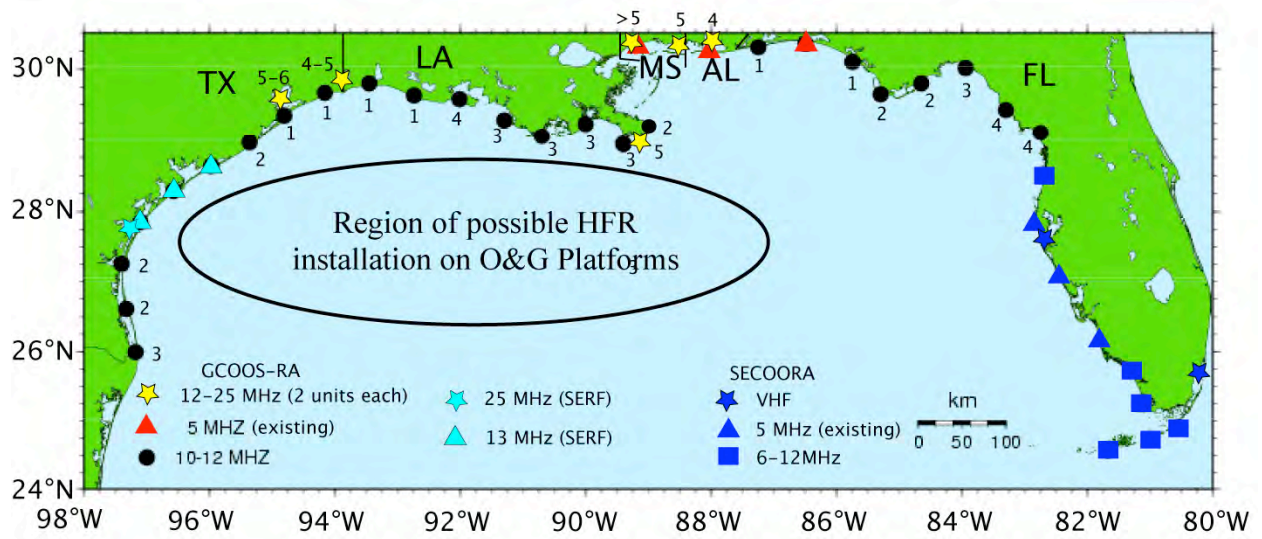 >5
5
4
30°N
TX
5-6
4-5
LA
MS
1
AL
1
FL
1
1
1
1
4
3
3
3
3
2
5
1
2
2
3
4
4
2
28°N
Region of possible HFR
installation on O&G Platforms
3
2
2
3
26°N
24°N
GCOOS-RA
12-25 MHz (2 units each)
5 MHZ (existing)
10-12 MHZ
25 MHz (SERF)
13 MHz (SERF)
SECOORA
VHF
5 MHz (existing)
6-12MHz
km
0 50 100
98°W 96°W 94°W 92°W 90°W 88°W 86°W 84°W 82°W 80°W